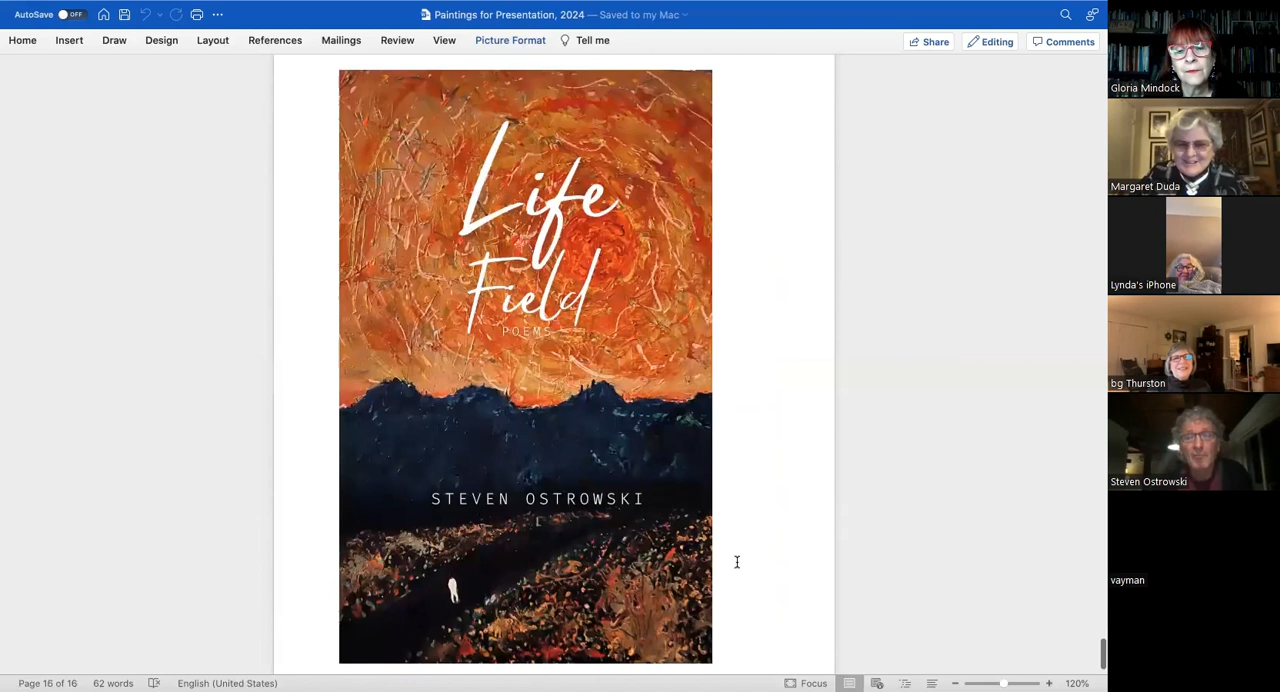 AutoSave OFF
Paintings for Presentation, 2024 — Saved to my Mac
Home Insert Draw Design Layout References Mailings Review View Picture Format Tell me
Share Editing Comments
Life
Field
POEMS
STEVEN OSTROWSKI
Gloria Mindock
Margaret Duda
Lynda's iPhone
bg Thurston
Steven Ostrowski
vayman
Page 16 of 16 62 words English (United States) Focus 120%